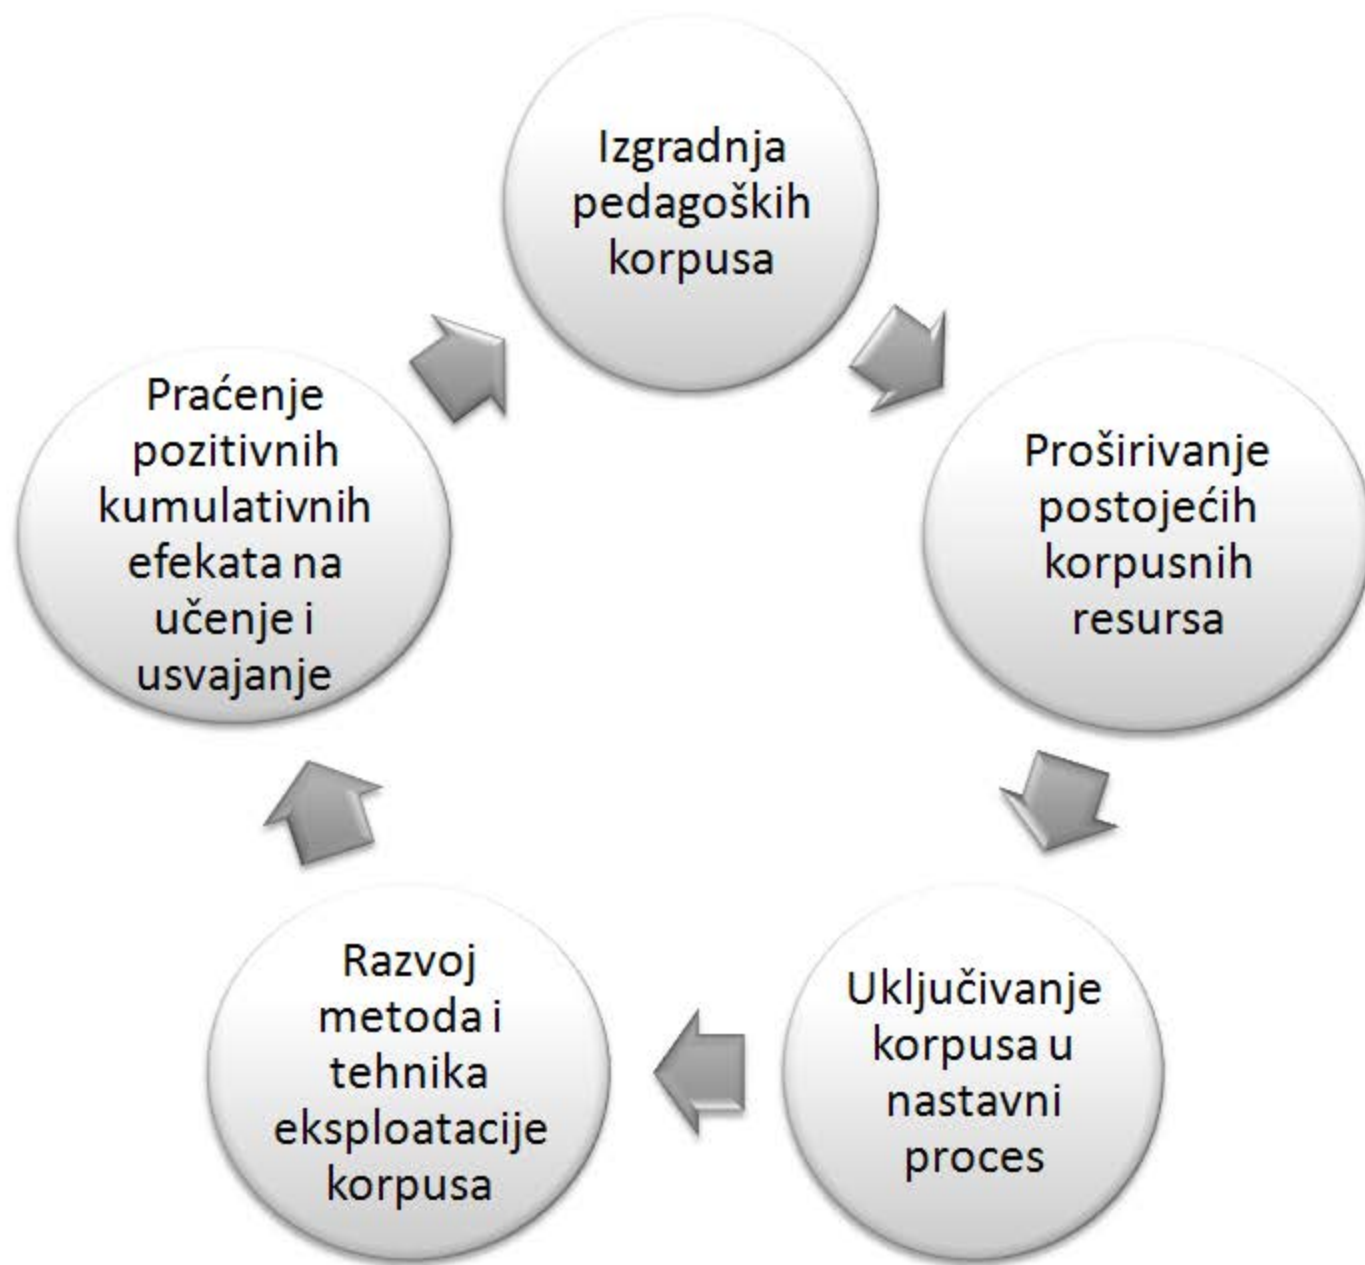 Izgradnja
pedagoških
korpusa
Proširivanje
postojećih
korpusnih
resursa
Uključivanje
korpusa u
nastavni
proces
Razvoj
metoda i
tehnika
eksploatacije
korpusa
Praćenje
pozitivnih
kumulativnih
efekata na
učenje i
usvajanje